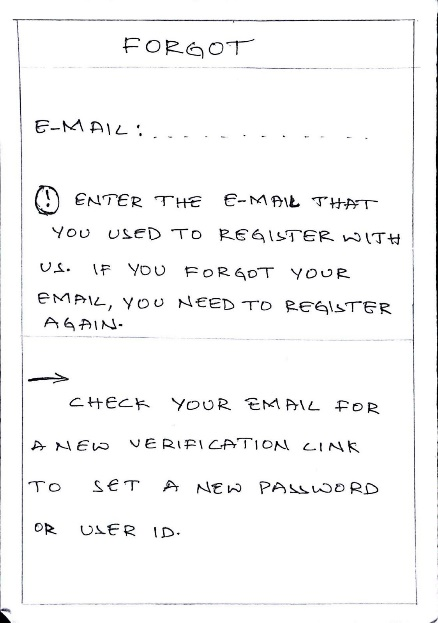 FORGOT
E-MAIL: . . . . . . . . . .
! ENTER THE E-MAIL THAT
YOU USED TO REGISTER WITH
US. IF YOU FORGOT YOUR
EMAIL, YOU NEED TO REGISTER
AGAIN.
→
CHECK YOUR EMAIL FOR
A NEW VERIFICATION LINK
TO SET A NEW PASSWORD
OR USER ID.